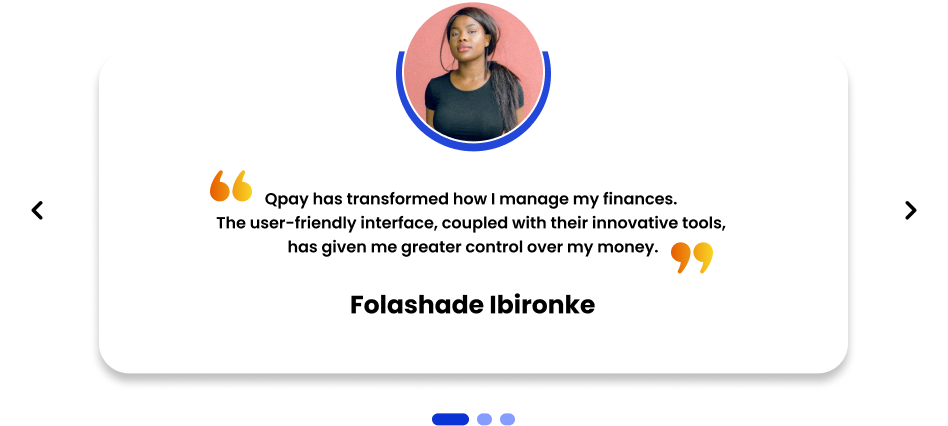 Qpay has transformed how I manage my finances.
The user-friendly interface, coupled with their innovative tools,
has given me greater control over my money.
Folashade Ibironke